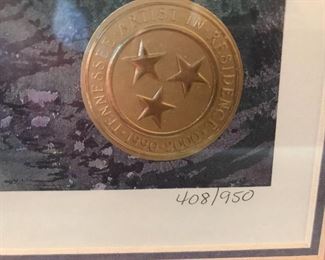 TENNESSEE ARTIST IN RESIDENCE · 1990-2000 ·
408/950